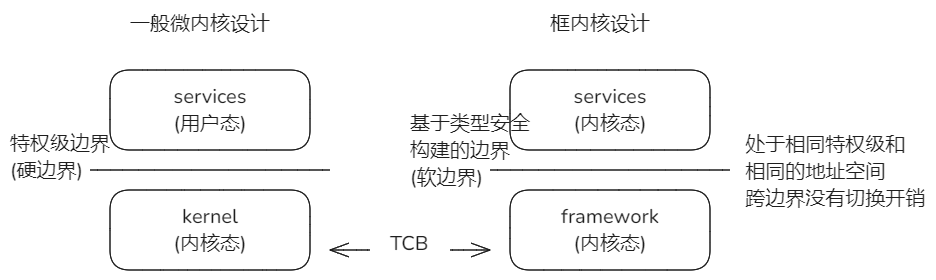 一般微内核设计
框内核设计
services
(用户态)
特权级边界
(硬边界)
kernel
(内核态)
TCB
services
(内核态)
基于类型安全
构建的边界
(软边界)
framework
(内核态)
处于相同特权级和
相同的地址空间
跨边界没有切换开销